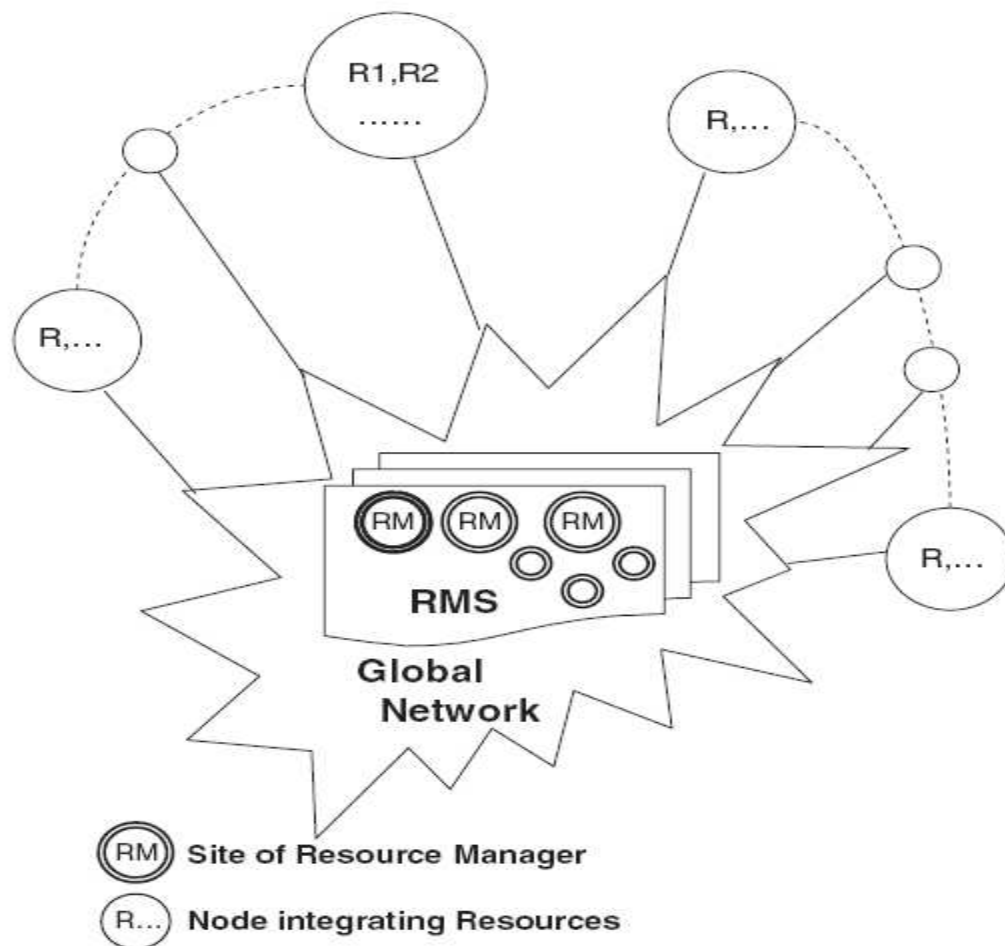 R1,R2
......
R,...
R,...
RM
RM
RM
RMS
R,...
Global
Network
RM
Site of Resource Manager
R...
Node integrating Resources